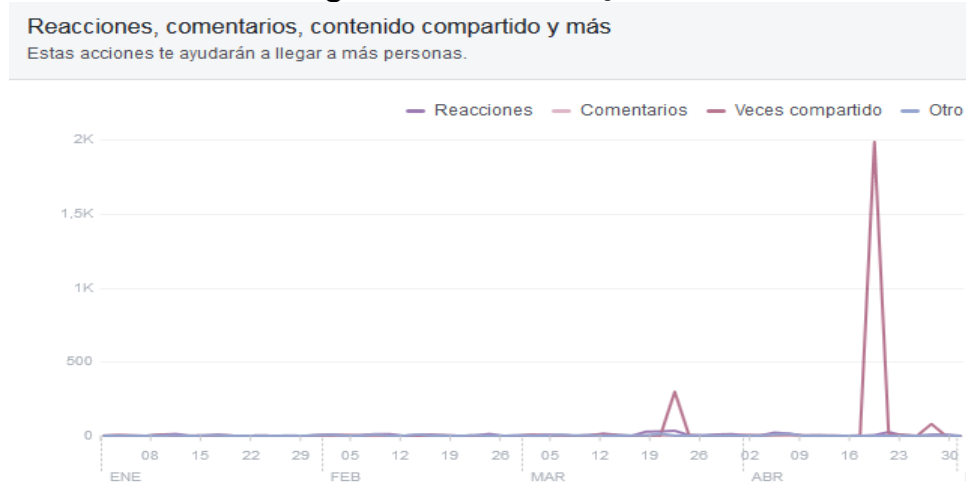 Reacciones, comentarios, contenido compartido y más
Estas acciones te ayudarán a llegar a más personas.
Reacciones Comentarios Veces compartido Otro
2K
1,5K
1K
500
0
08 15 22 29 05 12 19 26 05 12 19 26 02 09 16 23 30
ENE FEB MAR ABR